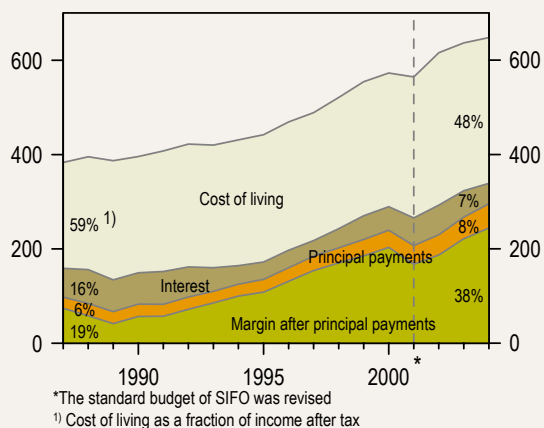 600 600
48%
400 400
Cost of living
59% 1)
7%
8%
200 200
Principal payments
Interest
16%
6%
38%
19%
Margin after principal payments
0 0
1990 1995 2000 *
*The standard budget of SIFO was revised
1) Cost of living as a fraction of income after tax